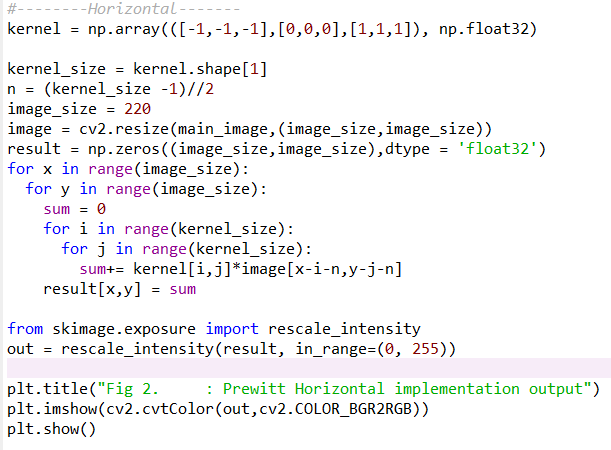 #--------Horizontal-------
kernel = np.array(([-1,-1,-1],[0,0,0],[1,1,1]), np.float32)
kernel_size = kernel.shape[1]
n = (kernel_size -1)//2
image_size = 220
image = cv2.resize(main_image,(image_size,image_size))
result = np.zeros((image_size,image_size),dtype = 'float32')
for x in range(image_size):
  for y in range(image_size):
    sum = 0
    for i in range(kernel_size):
      for j in range(kernel_size):
        sum+= kernel[i,j]*image[x-i-n,y-j-n]
    result[x,y] = sum
from skimage.exposure import rescale_intensity
out = rescale_intensity(result, in_range=(0, 255))
plt.title("Fig 2.     : Prewitt Horizontal implementation output")
plt.imshow(cv2.cvtColor(out,cv2.COLOR_BGR2RGB))
plt.show()